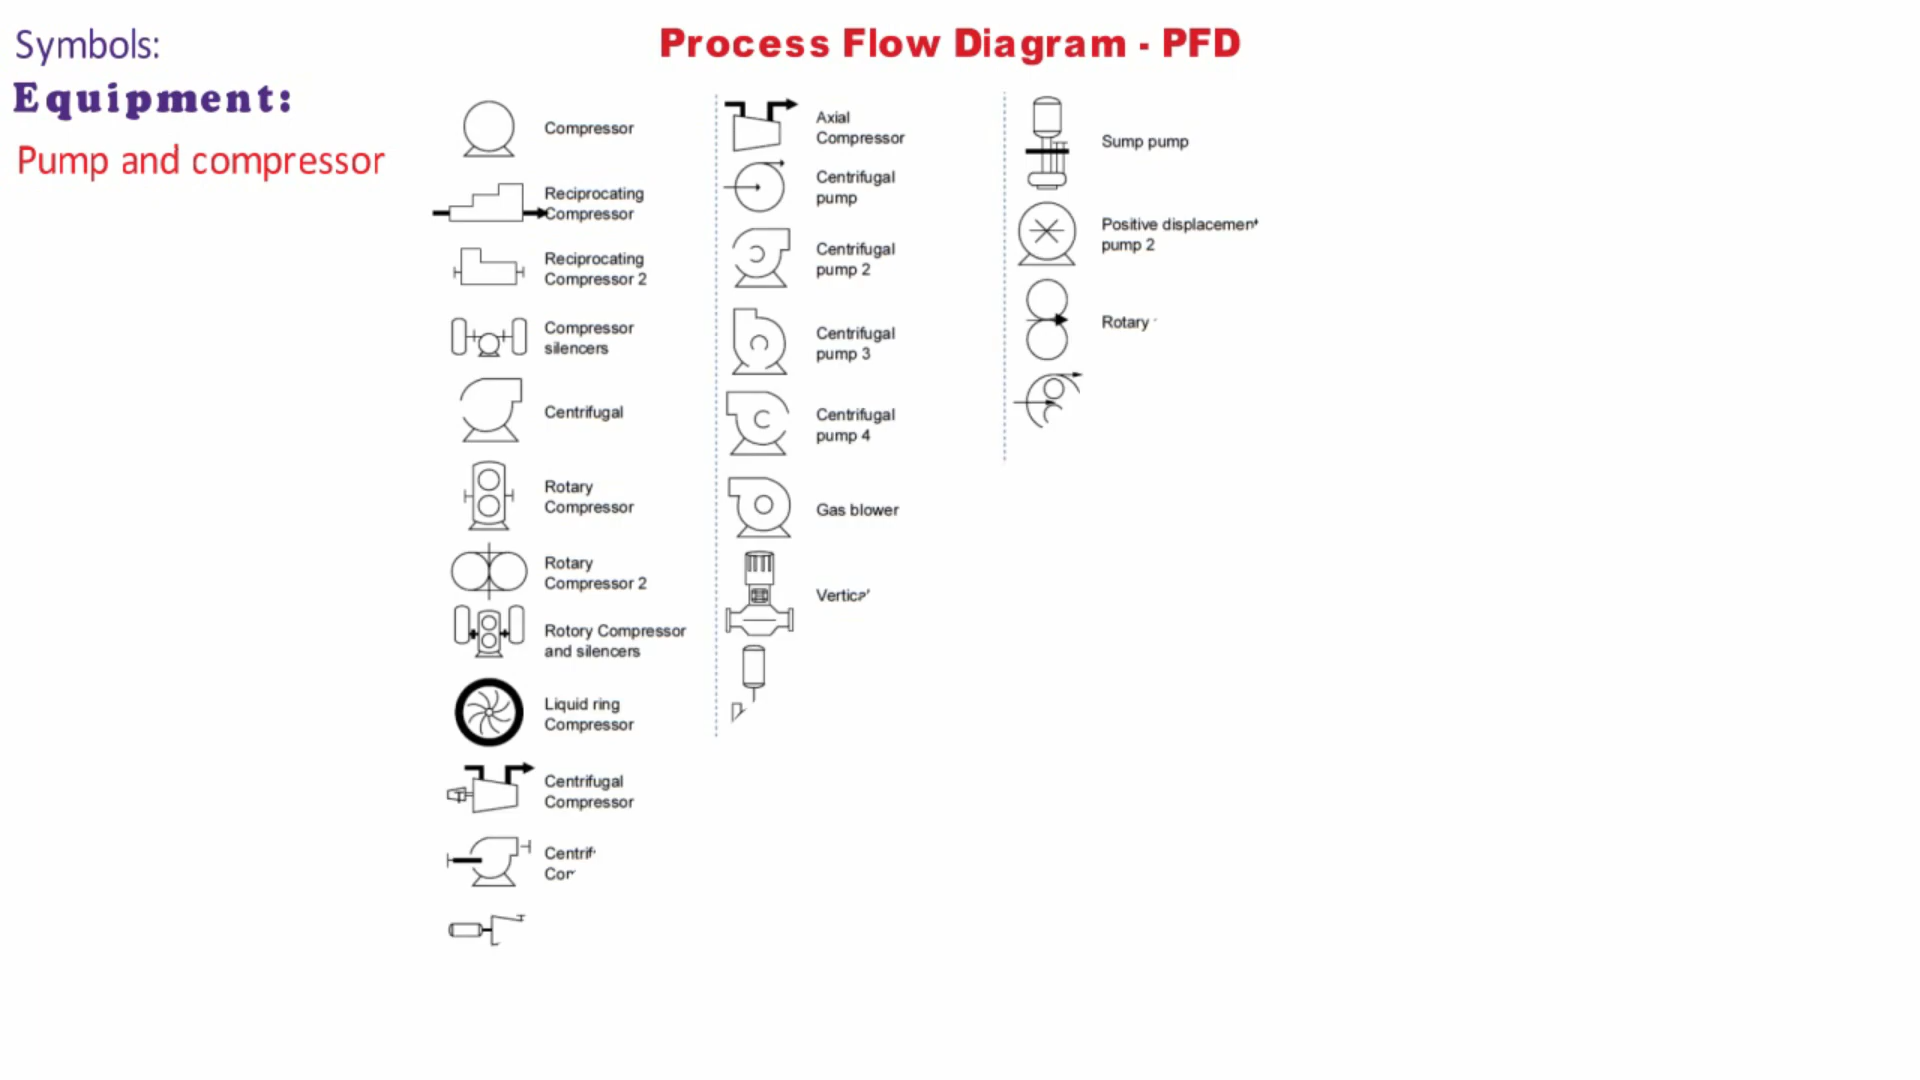 Symbols:
Process Flow Diagram - PFD
Equipment:
Pump and compressor
Compressor
Reciprocating
Compressor
Reciprocating
Compressor 2
Compressor
silencers
Centrifugal
Rotary
Compressor
Rotary
Compressor 2
Rotory Compressor
and silencers
Liquid ring
Compressor
Centrifugal
Compressor
Axial
Compressor
Centrifugal
pump
Centrifugal
pump 2
Centrifugal
pump 3
Centrifugal
pump 4
Gas blower
Sump pump
Positive displacement
pump 2
Rotary